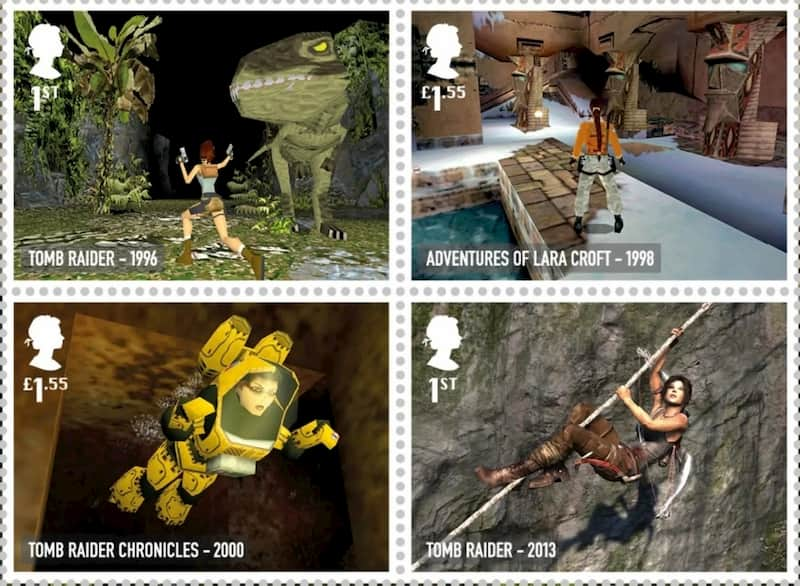 1ST
TOMB RAIDER - 1996
£1.55
ADVENTURES OF LARA CROFT - 1998
£1.55
TOMB RAIDER CHRONICLES - 2000
1ST
TOMB RAIDER - 2013